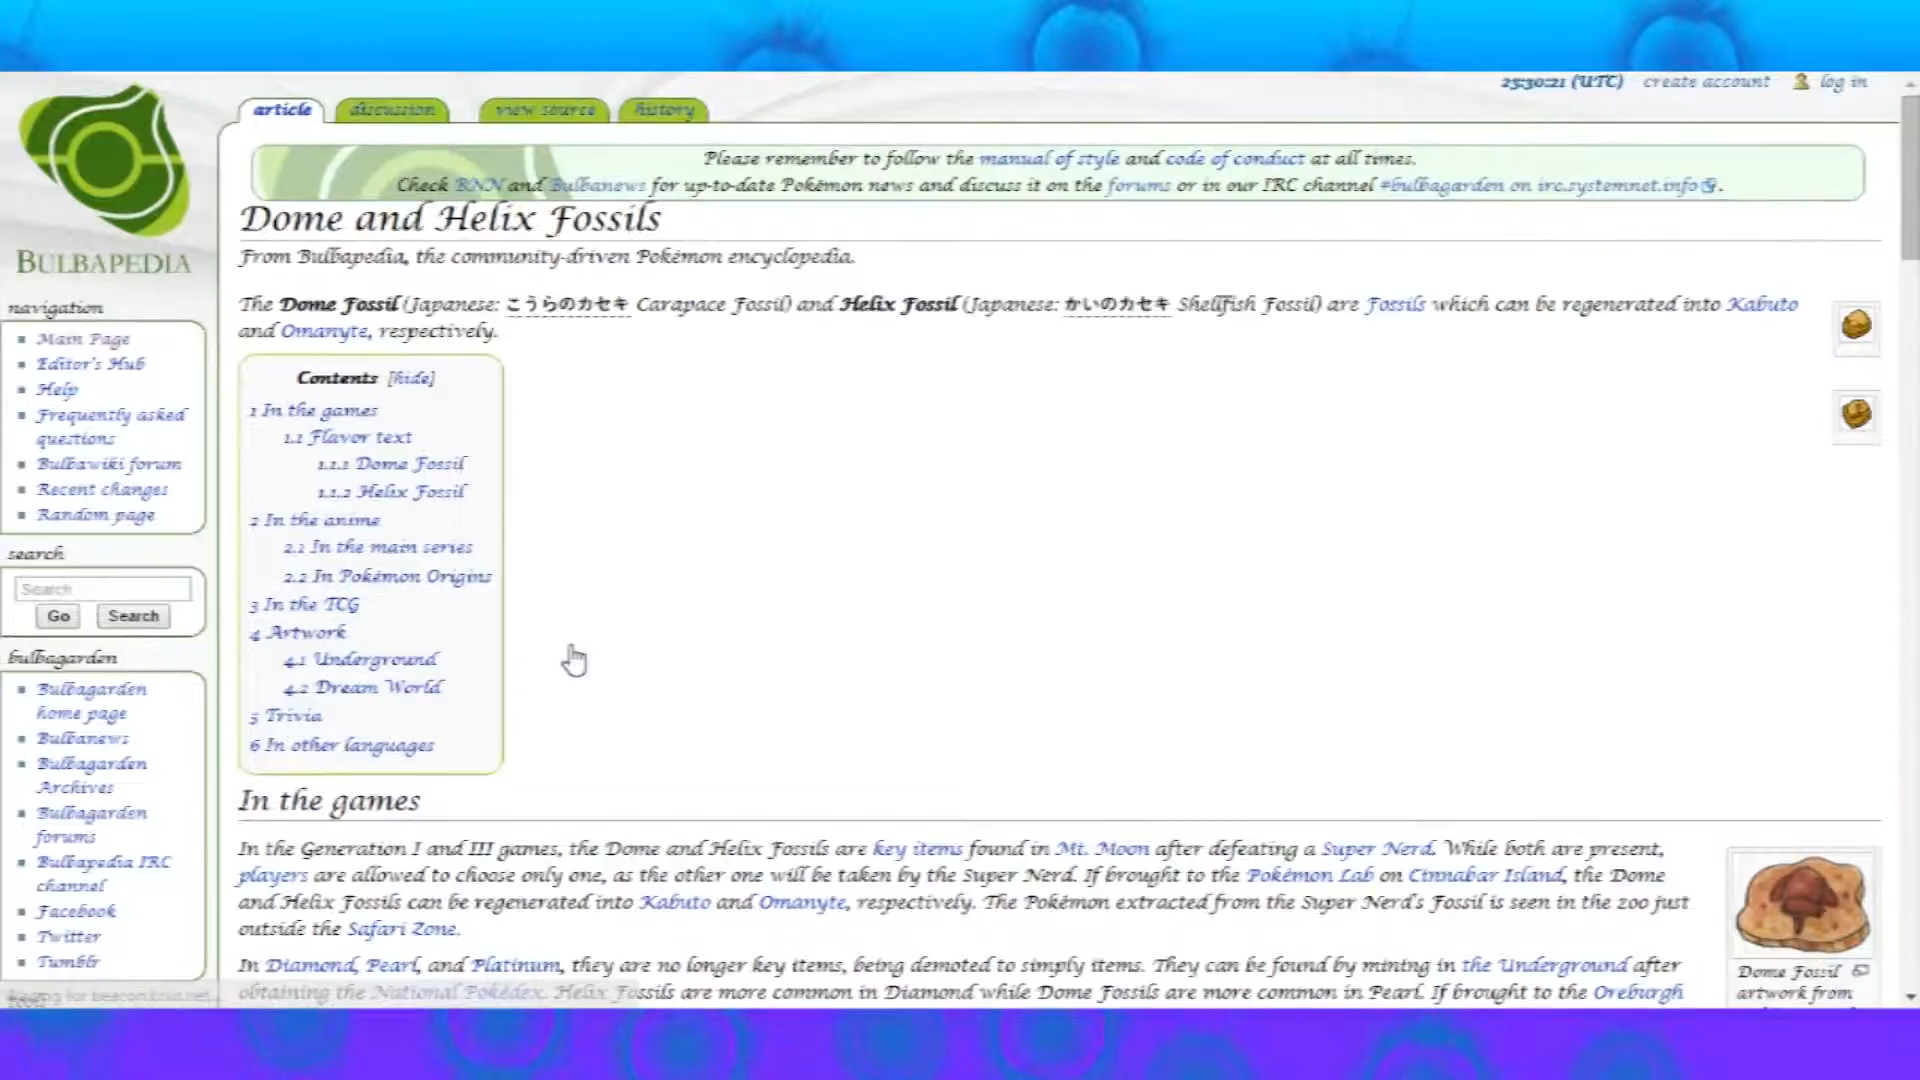 23:30:21 (UTC) create account log in
article discussion view source history
Please remember to follow the manual of style and code of conduct at all times.
Check BNN and Bulbanews for up-to-date Pokémon news and discuss it on the forums or in our IRC channel #bulbagarden on irc.systemnet.info.
BULBAPEDIA
navigation
Main Page
Editor's Hub
Help
Frequently asked
questions
Bulbawiki forum
Recent changes
Random page
search
Search
Go Search
bulbagarden
Bulbagarden
home page
Bulbanews
Bulbagarden
Archives
Bulbagarden
forums
Bulbapedia IRC
channel
Facebook
Twitter
Tumblr
Dome and Helix Fossils
From Bulbapedia, the community-driven Pokémon encyclopedia.
The Dome Fossil (Japanese: こうらのカセキ Carapace Fossil) and Helix Fossil (Japanese: かいのカセキ Shellfish Fossil) are Fossils which can be regenerated into Kabuto
and Omanyte, respectively.
Contents [hide]
1 In the games
1.1 Flavor text
1.1.1 Dome Fossil
1.1.2 Helix Fossil
2 In the anime
2.1 In the main series
2.2 In Pokémon Origins
3 In the TCG
4 Artwork
4.1 Underground
4.2 Dream World
5 Trivia
6 In other languages
In the games
In the Generation I and III games, the Dome and Helix Fossils are key items found in Mt. Moon after defeating a Super Nerd. While both are present,
players are allowed to choose only one, as the other one will be taken by the Super Nerd. If brought to the Pokémon Lab on Cinnabar Island, the Dome
and Helix Fossils can be regenerated into Kabuto and Omanyte, respectively. The Pokémon extracted from the Super Nerd's Fossil is seen in the zoo just
outside the Safari Zone.
In Diamond, Pearl, and Platinum, they are no longer key items, being demoted to simply items. They can be found by mining in the Underground after
obtaining the National Pokédex. Helix Fossils are more common in Diamond while Dome Fossils are more common in Pearl. If brought to the Oreburgh
Dome Fossil
artwork from